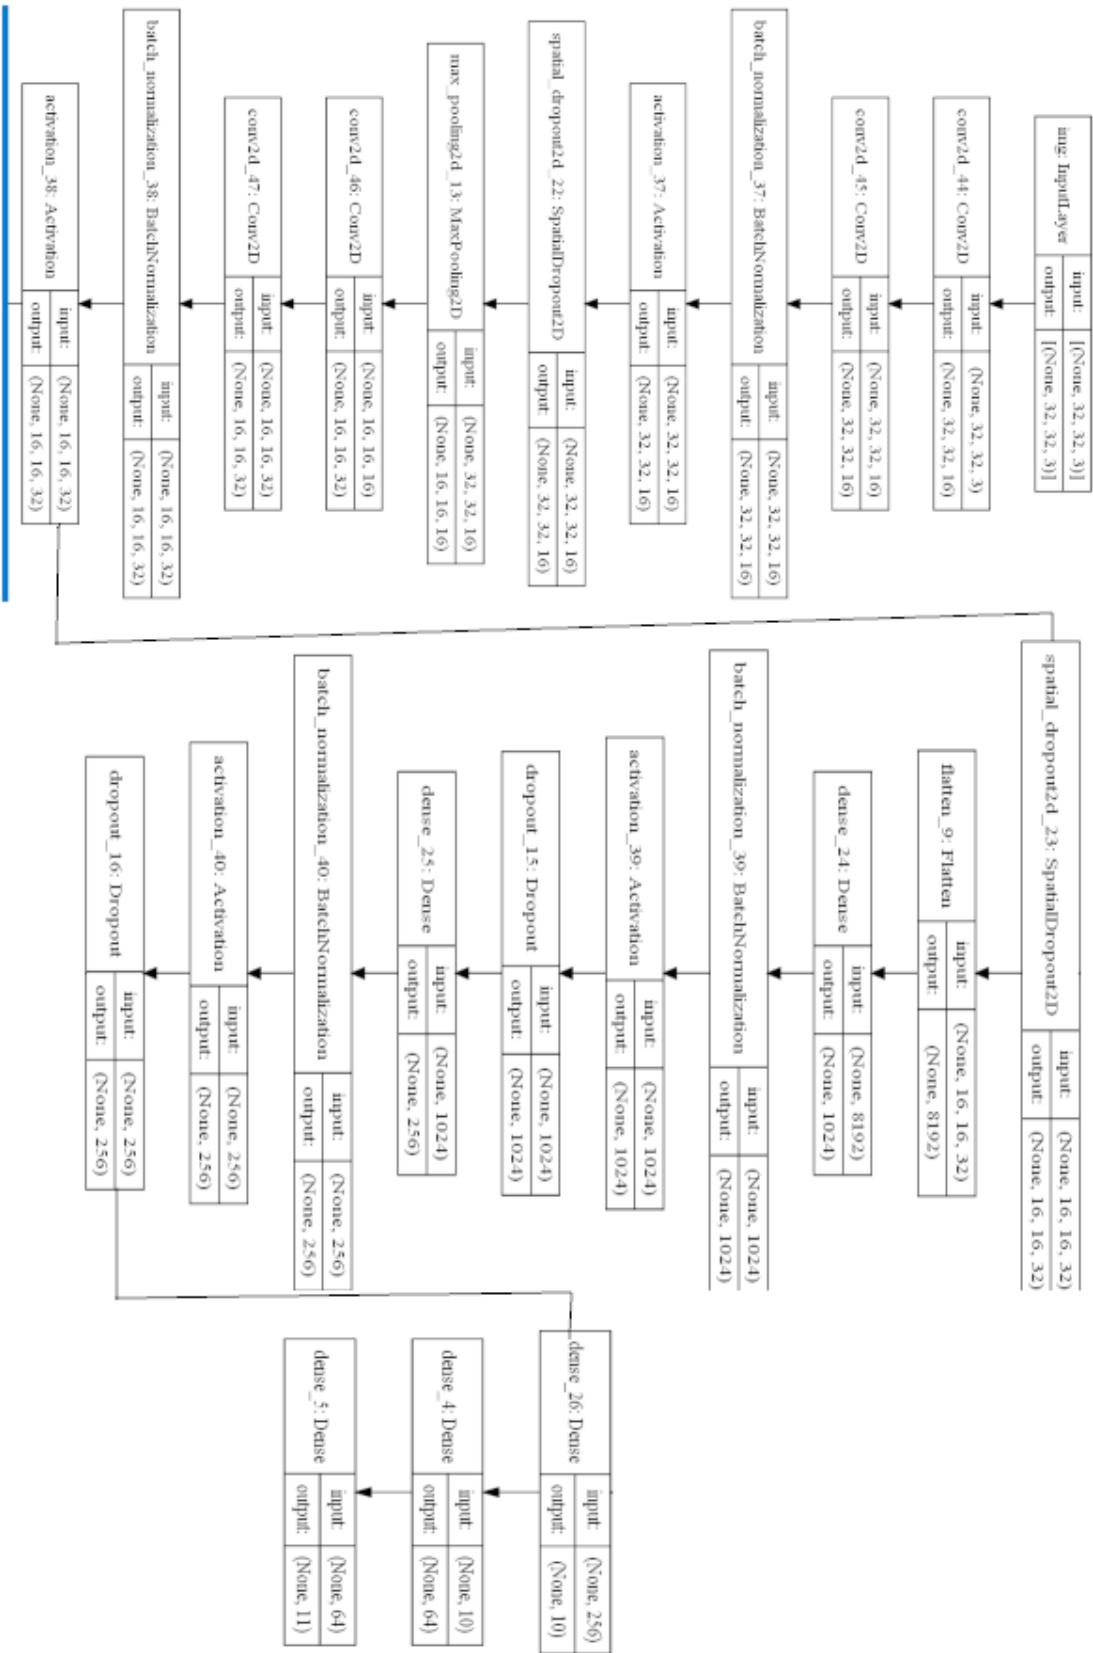 img: InputLayer
input:
[(None, 32, 32, 3)]
output:
[(None, 32, 32, 3)]
conv2d_44: Conv2D
input:
(None, 32, 32, 3)
output:
(None, 32, 32, 16)
conv2d_45: Conv2D
input:
(None, 32, 32, 16)
output:
(None, 32, 32, 16)
batch_normalization_37: BatchNormalization
input:
(None, 32, 32, 16)
output:
(None, 32, 32, 16)
activation_37: Activation
input:
(None, 32, 32, 16)
output:
(None, 32, 32, 16)
spatial_dropout2d_22: SpatialDropout2D
input:
(None, 32, 32, 16)
output:
(None, 32, 32, 16)
max_pooling2d_13: MaxPooling2D
input:
(None, 32, 32, 16)
output:
(None, 16, 16, 16)
conv2d_46: Conv2D
input:
(None, 16, 16, 16)
output:
(None, 16, 16, 32)
conv2d_47: Conv2D
input:
(None, 16, 16, 32)
output:
(None, 16, 16, 32)
batch_normalization_38: BatchNormalization
input:
(None, 16, 16, 32)
output:
(None, 16, 16, 32)
activation_38: Activation
input:
(None, 16, 16, 32)
output:
(None, 16, 16, 32)
spatial_dropout2d_23: SpatialDropout2D
input:
(None, 16, 16, 32)
output:
(None, 16, 16, 32)
flatten_9: Flatten
input:
(None, 16, 16, 32)
output:
(None, 8192)
dense_24: Dense
input:
(None, 8192)
output:
(None, 1024)
batch_normalization_39: BatchNormalization
input:
(None, 1024)
output:
(None, 1024)
activation_39: Activation
input:
(None, 1024)
output:
(None, 1024)
dropout_15: Dropout
input:
(None, 1024)
output:
(None, 1024)
dense_25: Dense
input:
(None, 1024)
output:
(None, 256)
batch_normalization_40: BatchNormalization
input:
(None, 256)
output:
(None, 256)
activation_40: Activation
input:
(None, 256)
output:
(None, 256)
dropout_16: Dropout
input:
(None, 256)
output:
(None, 256)
dense_26: Dense
input:
(None, 256)
output:
(None, 10)
dense_4: Dense
input:
(None, 10)
output:
(None, 64)
dense_5: Dense
input:
(None, 64)
output:
(None, 11)